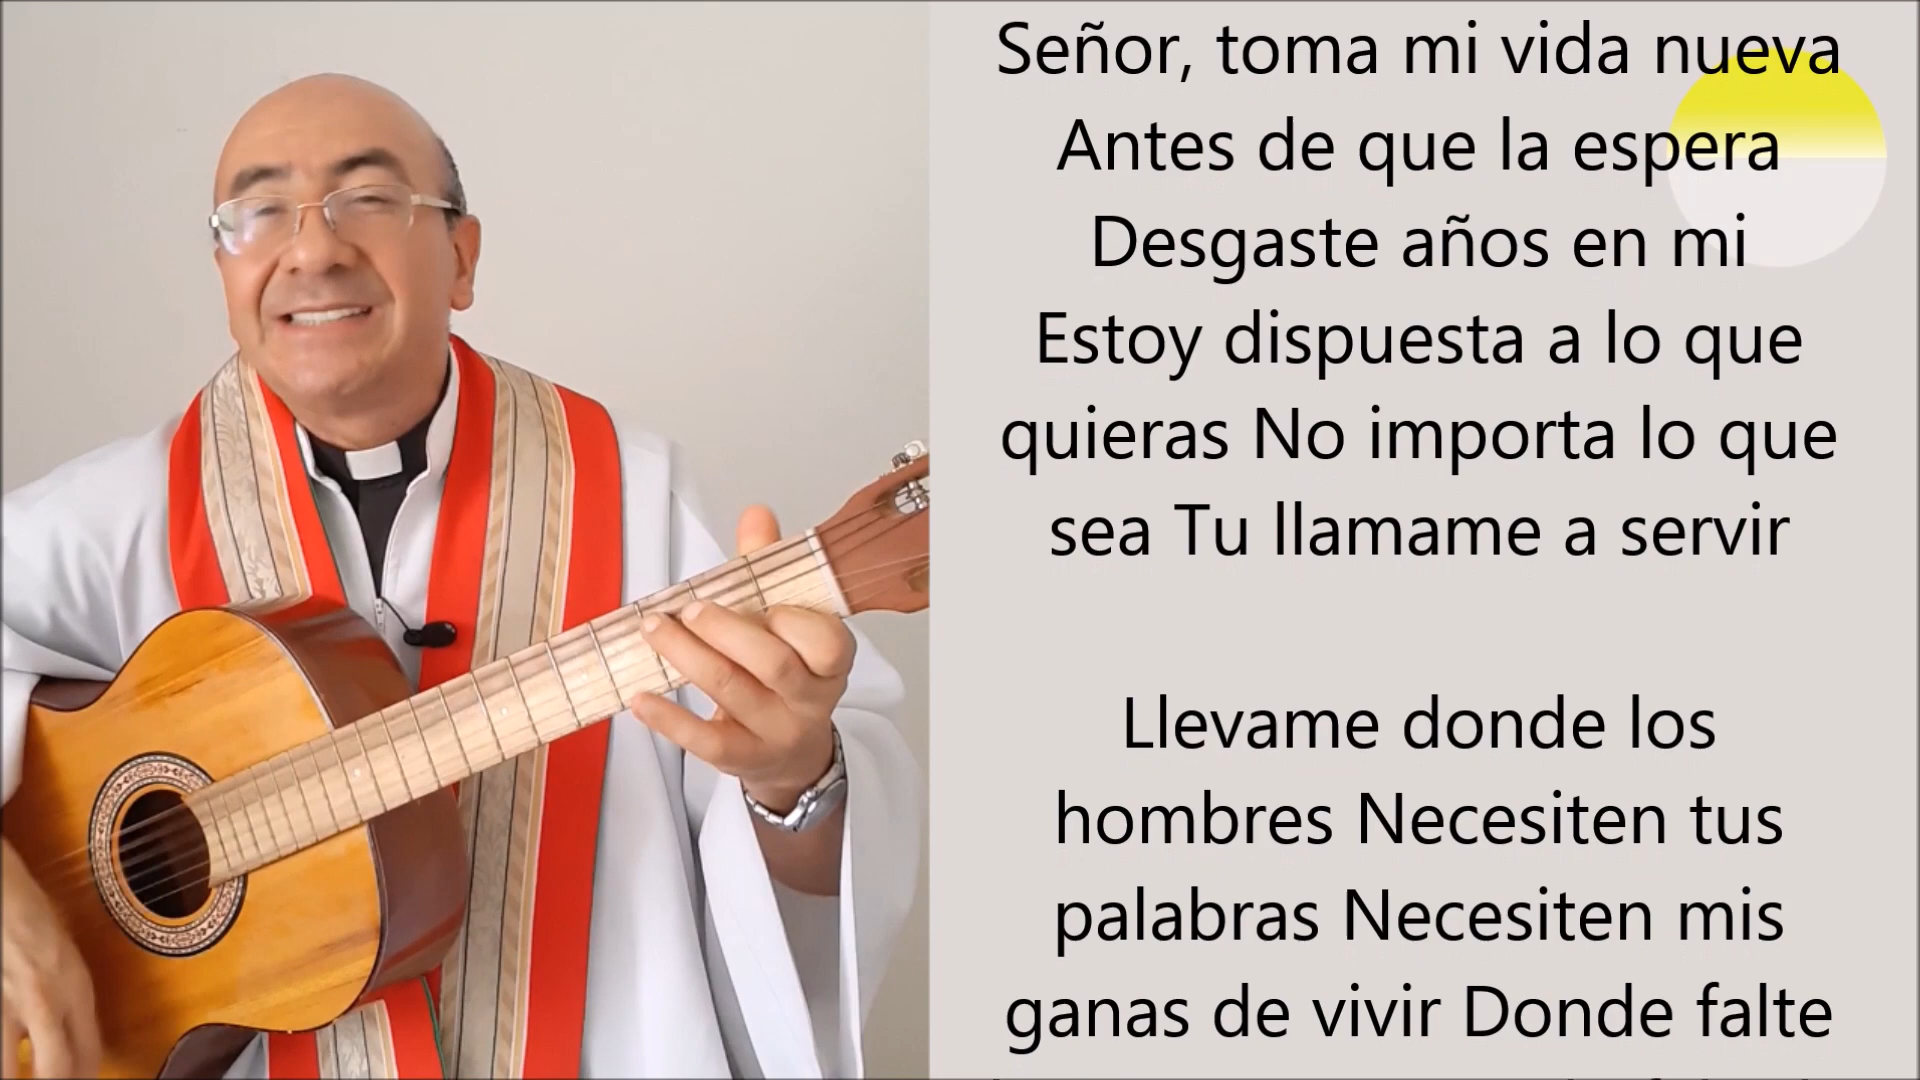 Señor, toma mi vida nueva
Antes de que la espera
Desgaste años en mi
Estoy dispuesta a lo que
quieras No importa lo que
sea Tu llamame a servir
Llevame donde los
hombres Necesiten tus
palabras Necesiten mis
ganas de vivir Donde falte